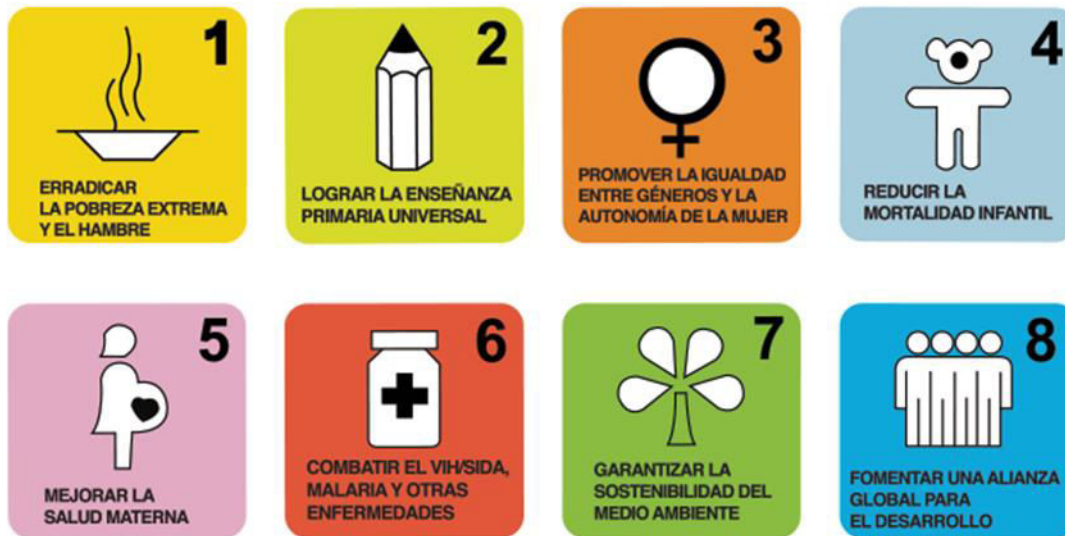 1
ERRADICAR
LA POBREZA EXTREMA
Y EL HAMBRE
2
LOGRAR LA ENSEÑANZA
PRIMARIA UNIVERSAL
3
PROMOVER LA IGUALDAD
ENTRE GÉNEROS Y LA
AUTONOMÍA DE LA MUJER
4
REDUCIR LA
MORTALIDAD INFANTIL
5
MEJORAR LA
SALUD MATERNA
6
COMBATIR EL VIH/SIDA,
MALARIA Y OTRAS
ENFERMEDADES
7
GARANTIZAR LA
SOSTENIBILIDAD DEL
MEDIO AMBIENTE
8
FOMENTAR UNA ALIANZA
GLOBAL PARA
EL DESARROLLO